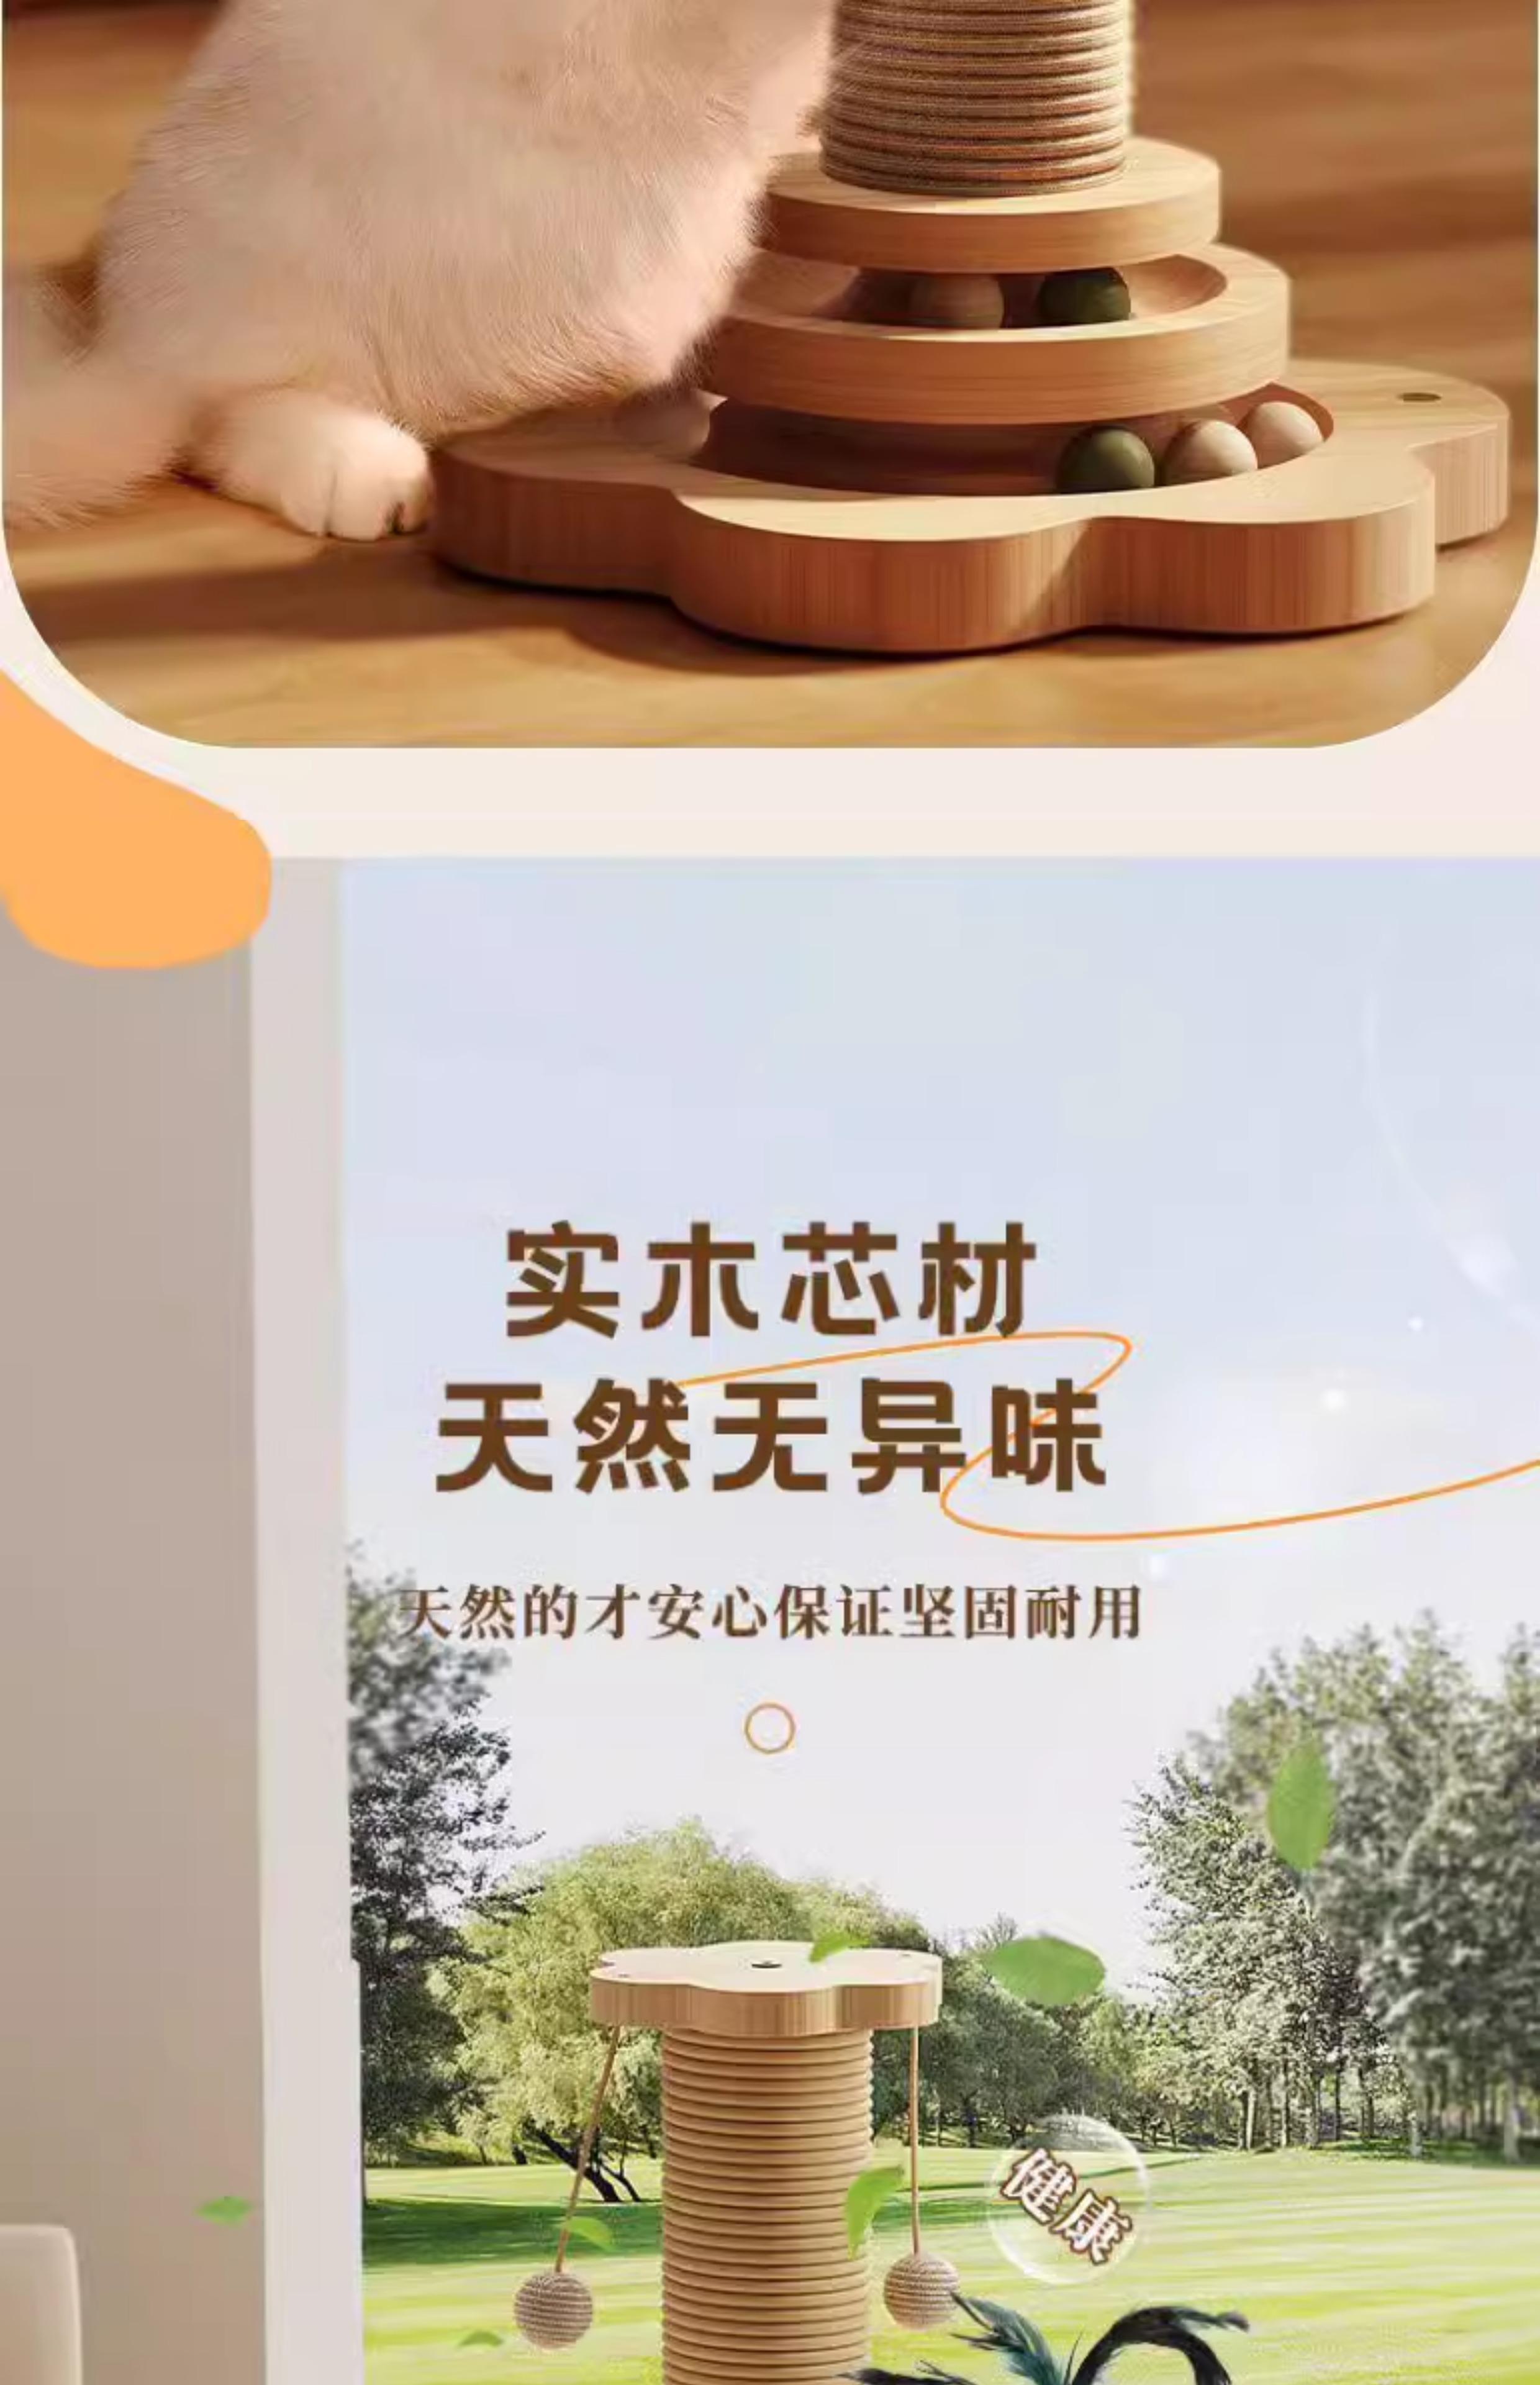 实木芯材
天然无异味
天然的才安心保证坚固耐用
健康